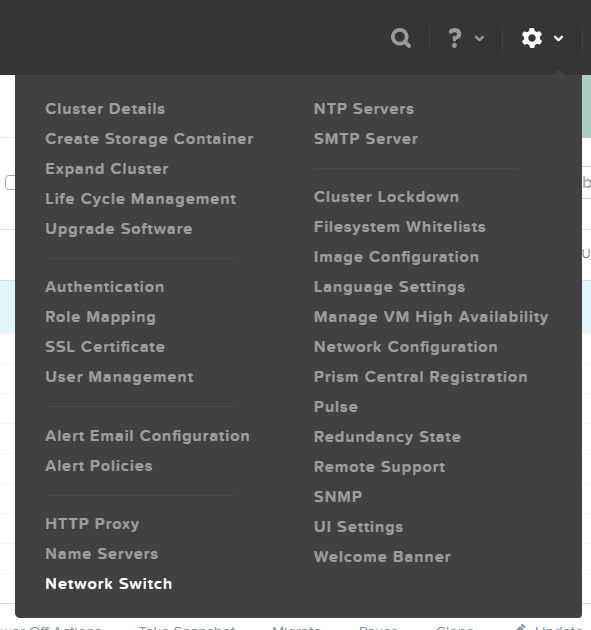 ?
Cluster Details
Create Storage Container
Expand Cluster
Life Cycle Management
Upgrade Software
Authentication
Role Mapping
SSL Certificate
User Management
Alert Email Configuration
Alert Policies
HTTP Proxy
Name Servers
Network Switch
NTP Servers
SMTP Server
Cluster Lockdown
Filesystem Whitelists
Image Configuration
Language Settings
Manage VM High Availability
Network Configuration
Prism Central Registration
Pulse
Redundancy State
Remote Support
SNMP
UI Settings
Welcome Banner